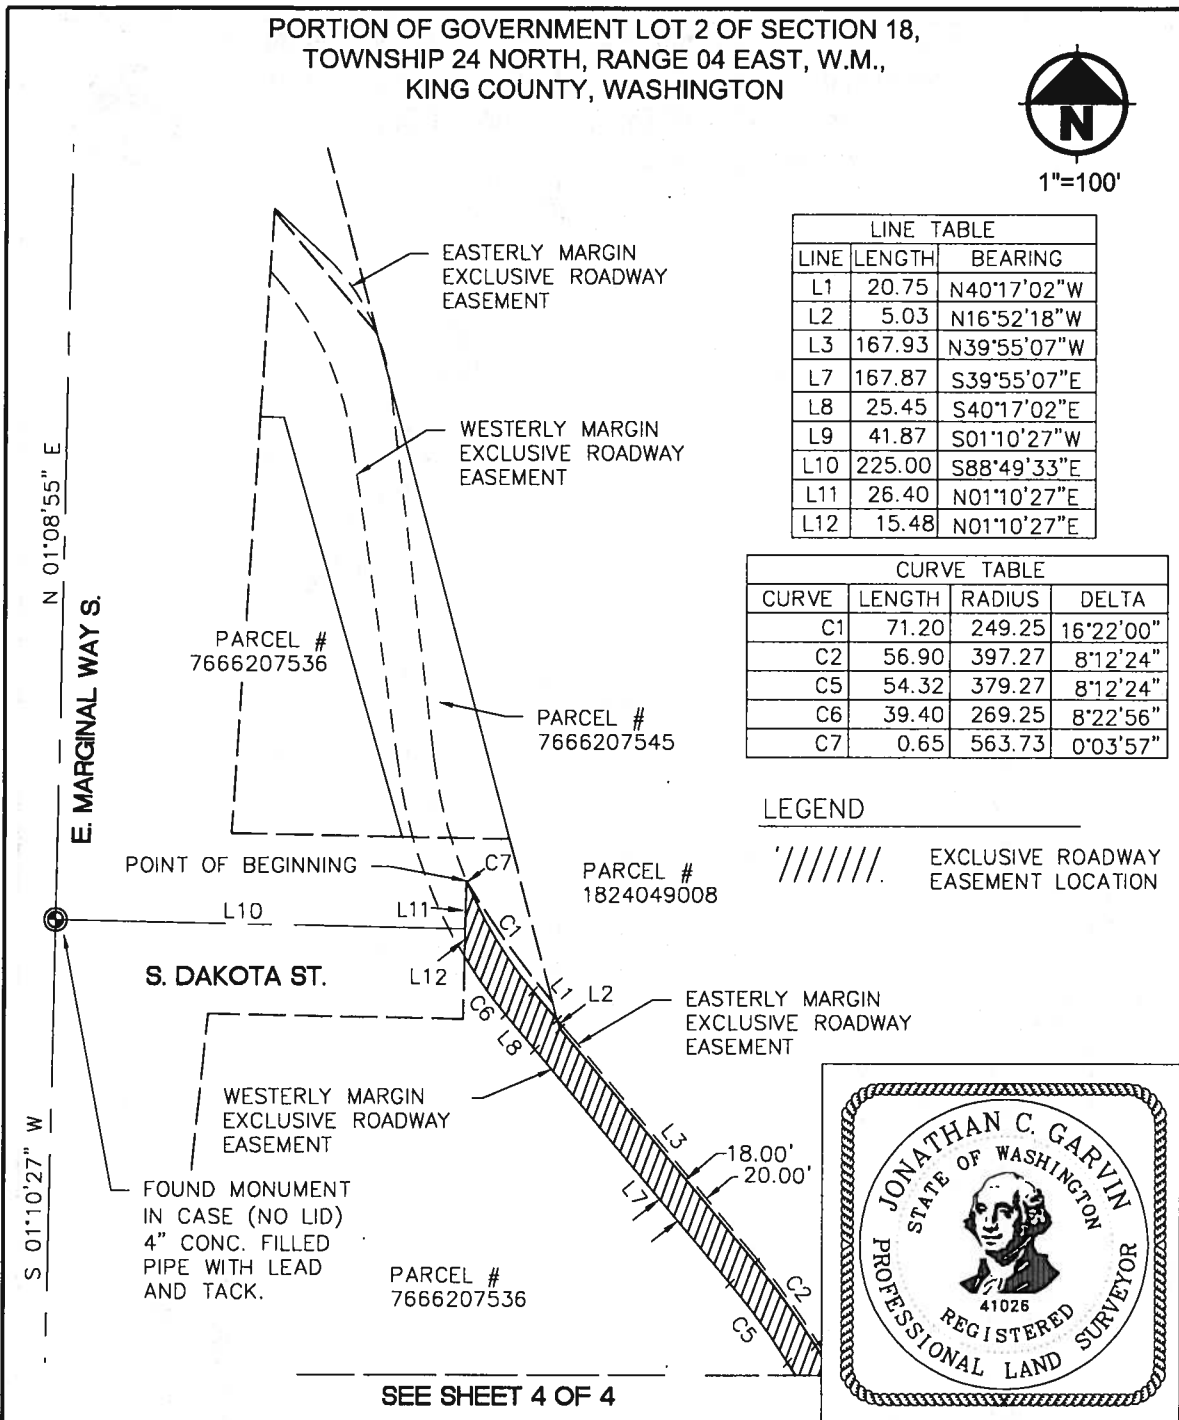 PORTION OF GOVERNMENT LOT 2 OF SECTION 18,
TOWNSHIP 24 NORTH, RANGE 04 EAST, W.M.,
KING COUNTY, WASHINGTON
N
1"=100'
LINE TABLE
LINE LENGTH BEARING
L1 20.75 N40°17'02"W
L2 5.03 N16°52'18"W
L3 167.93 N39°55'07"W
L7 167.87 S39°55'07"E
L8 25.45 S40°17'02"E
L9 41.87 S01°10'27"W
L10 225.00 S88°49'33"E
L11 26.40 N01°10'27"E
L12 15.48 N01°10'27"E
CURVE TABLE
CURVE LENGTH RADIUS DELTA
C1 71.20 249.25 16°22'00"
C2 56.90 397.27 8°12'24"
C5 54.32 379.27 8°12'24"
C6 39.40 269.25 8°22'56"
C7 0.65 563.73 0°03'57"
LEGEND
EXCLUSIVE ROADWAY
EASEMENT LOCATION
EASTERLY MARGIN
EXCLUSIVE ROADWAY
EASEMENT
WESTERLY MARGIN
EXCLUSIVE ROADWAY
EASEMENT
N 01°08'55" E
E. MARGINAL WAY S.
PARCEL #
7666207536
PARCEL #
7666207545
POINT OF BEGINNING
C7
PARCEL #
1824049008
L10
L11
C1
S. DAKOTA ST.
L12
C6
L8
L1
L2
EASTERLY MARGIN
EXCLUSIVE ROADWAY
EASEMENT
WESTERLY MARGIN
EXCLUSIVE ROADWAY
EASEMENT
L3
18.00'
20.00'
L7
S 01°10'27" W
FOUND MONUMENT
IN CASE (NO LID)
4" CONC. FILLED
PIPE WITH LEAD
AND TACK.
PARCEL #
7666207536
C2
C5
SEE SHEET 4 OF 4
JONATHAN C. GARVIN
STATE OF WASHINGTON
41026
REGISTERED
PROFESSIONAL LAND SURVEYOR